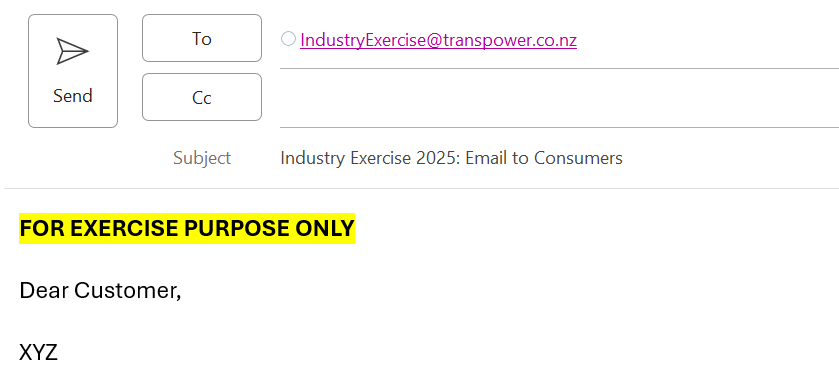 To
IndustryExercise@transpower.co.nz
Send
Cc
Subject
Industry Exercise 2025: Email to Consumers
FOR EXERCISE PURPOSE ONLY
Dear Customer,
XYZ